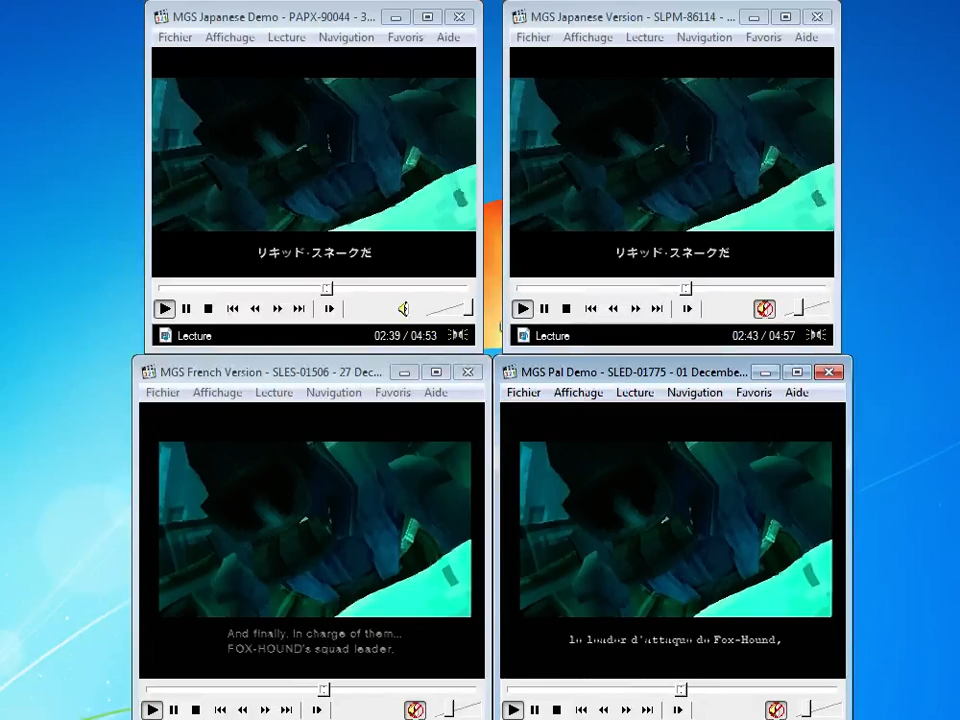 MGS Japanese Demo - PAPX-90044 - 3...
Fichier Affichage Lecture Navigation Favoris Aide
リキッド·スネークだ
Lecture 02:39 / 04:53
MGS Japanese Version - SLPM-86114 - ...
Fichier Affichage Lecture Navigation Favoris Aide
リキッド·スネークだ
Lecture 02:43 / 04:57
MGS French Version - SLES-01506 - 27 Dec...
Fichier Affichage Lecture Navigation Favoris Aide
And finally, in charge of them...
FOX-HOUND's squad leader,
MGS Pal Demo - SLED-01775 - 01 Decembe...
Fichier Affichage Lecture Navigation Favoris Aide
le leader d'attaque de Fox-Hound,